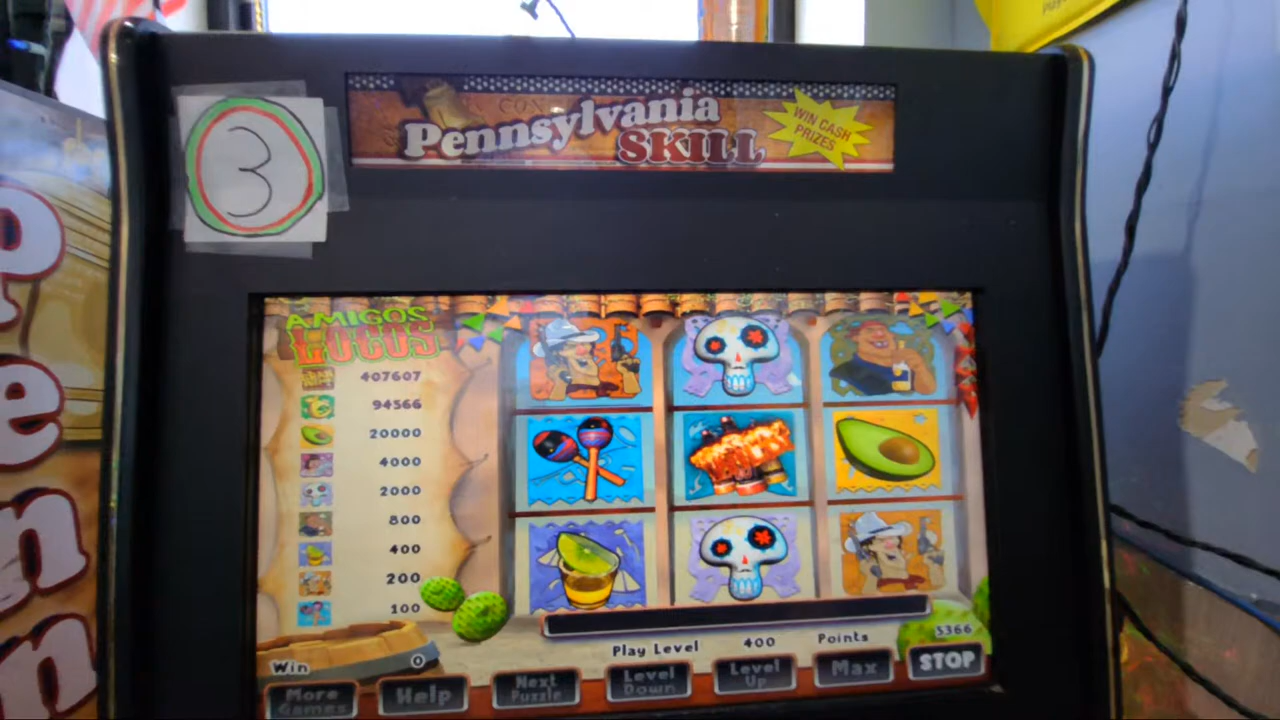 3
Pennsylvania
SKILL
WIN CASH
PRIZES
AMIGOS
LOCOS
407607
94566
20000
4000
2000
800
400
200
100
Win 0
Play Level 400 Points 5366
More
Games
Help
Next
Puzzle
Level
Down
Level
Up
Max
STOP
P
e
n
n